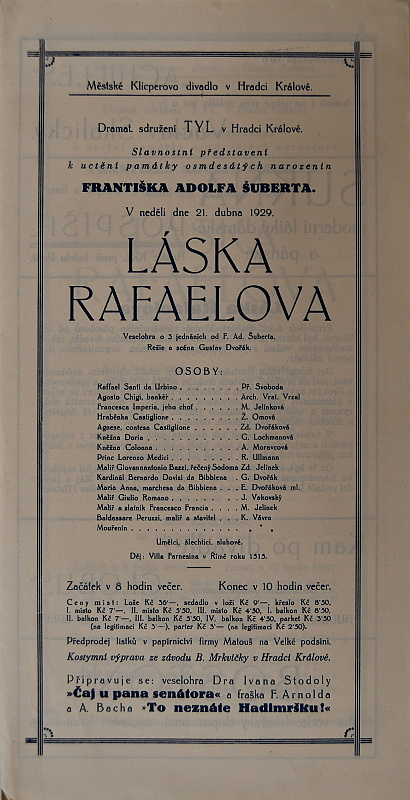 Městské Klicperovo divadlo v Hradci Králové.
Dramat. sdružení TYL v Hradci Králové.
Slavnostní představení
k uctění památky osmdesátých narozenin
FRANTIŠKA ADOLFA ŠUBERTA.
V neděli dne 21. dubna 1929.
LÁSKA
RAFAELOVA
Veselohra o 3 jednáních od F. Ad. Šuberta.
Režie a scéna Gustav Dvořák.
OSOBY:
Raffael Santi da Urbino . . . . . . . . Př. Svoboda
Agosto Chigi, bankéř . . . . . . . . Arch. Vrat. Vrzal
Francesca Imperia, jeho choť . . . . . . M. Jelínková
Hraběnka Castiglione . . . . . . . . Ž. Omová
Agnese, contesa Castiglione . . . . . . Zd. Dvořáková
Kněžna Doria . . . . . . . . . G. Lochmanová
Kněžna Colonna . . . . . . . . A. Moravcová
Princ Lorenzo Medici . . . . . . . . R. Ullmann
Malíř Giovannantonio Bazzi, řečený Sodoma Zd. Jelínek
Kardinál Bernardo Dovizi da Bibbiena . G. Dvořák
Maria Anna, marchesa da Bibbiena . . . E. Dvořáková ml.
Malíř Giulio Romano . . . . . . . . J. Vakovský
Malíř a zlatník Francesco Francia . . . . M. Jelínek
Baldassare Peruzzi, malíř a stavitel . . . K. Vávra
Mouřenín . . . . . . . . . . * * *
Umělci, šlechtici, sluhové.
Děj: Villa Farnesina v Římě roku 1515.
Začátek v 8 hodin večer. Konec v 10 hodin večer.
Ceny míst: Lože Kč 36'—, sedadlo v loži Kč 9'—, křeslo Kč 8'50,
I. místo Kč 7'—, II. místo Kč 5'50, III. místo Kč 4'50, I. balkon Kč 8'50,
II. balkon Kč 7'—, III. balkon Kč 5'50, IV. balkon Kč 4'50, parket Kč 3'50
(na legitimaci Kč 3'—), parter Kč 3'— (na legitimaci Kč 2'50).
Předprodej lístků v papírnictví firmy Matouš na Velké podsíni.
Kostymní výprava ze závodu B. Mrkvičky v Hradci Králové.
Připravuje se: veselohra Dra Ivana Stodoly
»Čaj u pana senátora« a fraška F. Arnolda
a A. Bacha »To neznáte Hadimršku!«